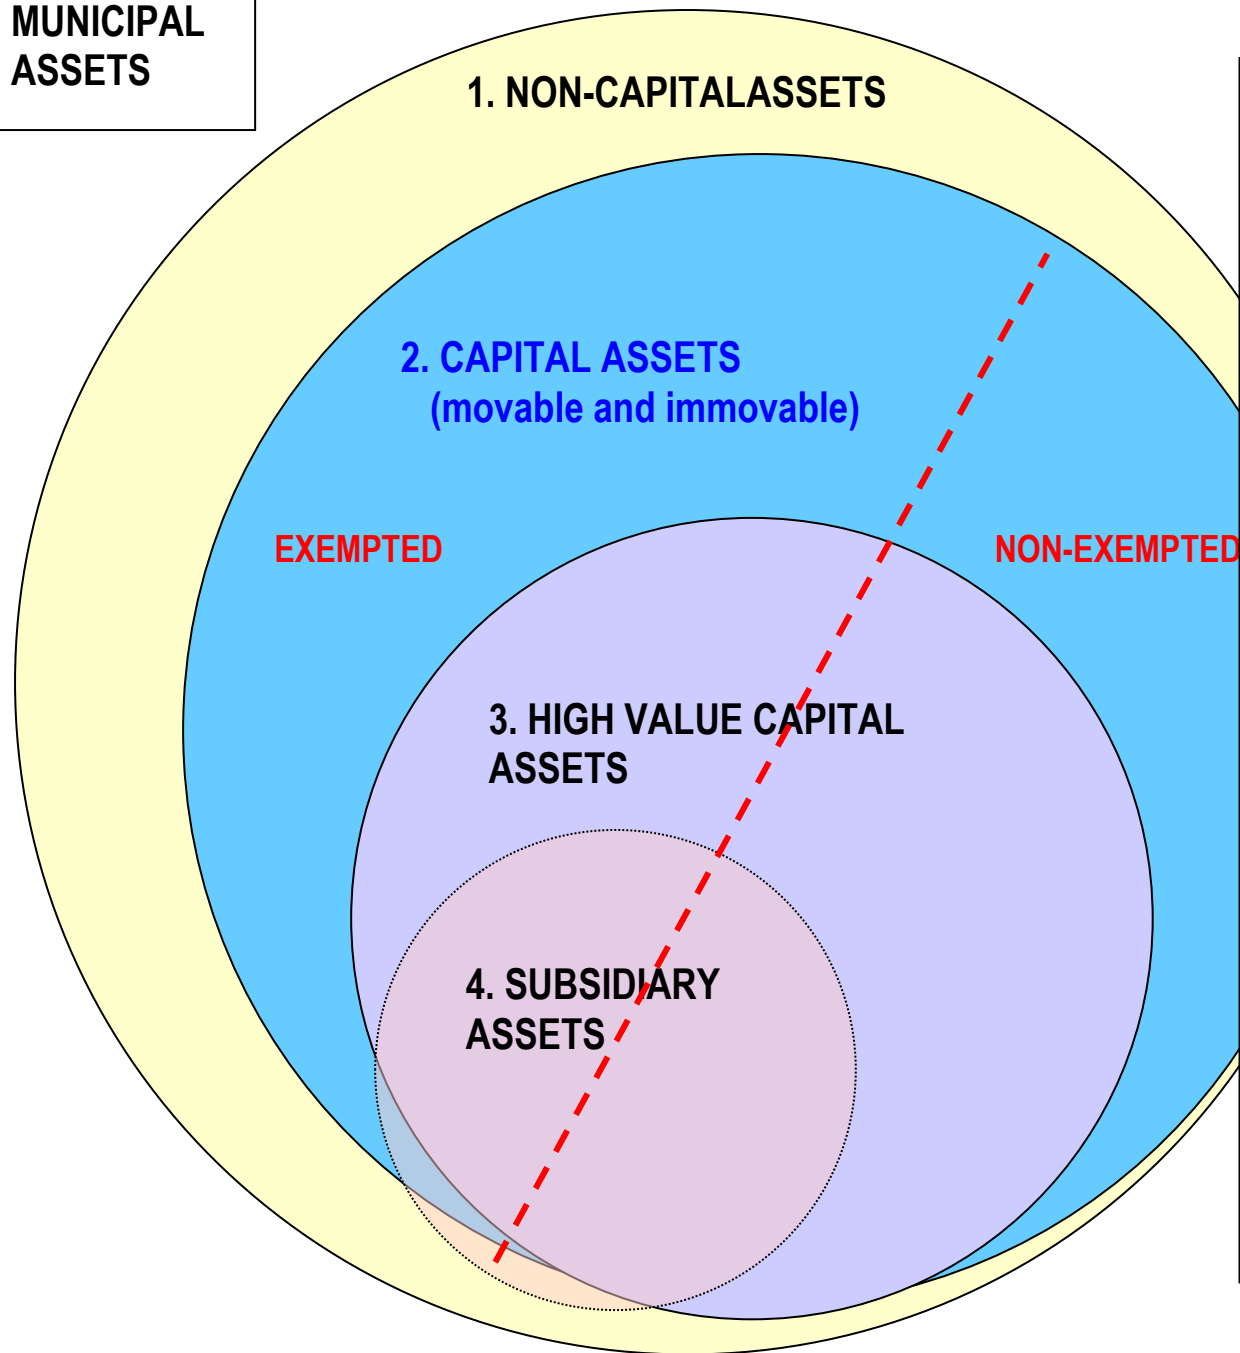 MUNICIPAL
ASSETS
1. NON-CAPITALASSETS
2. CAPITAL ASSETS
(movable and immovable)
EXEMPTED
NON-EXEMPTED
3. HIGH VALUE CAPITAL
ASSETS
4. SUBSIDIARY
ASSETS